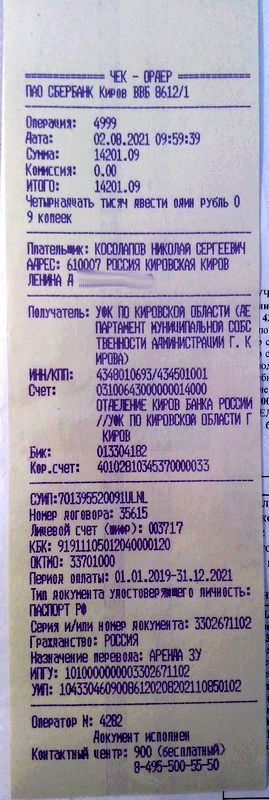 ============ ЧЕК - ОРДЕР ============
ПАО СБЕРБАНК Киров ВВБ 8612/1
Операция: 4999
Дата: 02.08.2021 09:59:39
Сумма: 14201.09
Комиссия: 0.00
ИТОГО: 14201.09
Четырнадцать тысяч двести один рубль 0
9 копеек
Плательщик: КОСОЛАПОВ НИКОЛАЙ СЕРГЕЕВИЧ
АДРЕС: 610007 РОССИЯ КИРОВСКАЯ КИРОВ
ЛЕНИНА Д
Получатель: УФК ПО КИРОВСКОЙ ОБЛАСТИ (ДЕ
ПАРТАМЕНТ МУНИЦИПАЛЬНОЙ СОБС
ТВЕННОСТИ АДМИНИСТРАЦИИ Г. К
ИРОВА)
ИНН/КПП: 4348010693/434501001
Счет: 03100643000000014000
ОТДЕЛЕНИЕ КИРОВ БАНКА РОССИИ
//УФК ПО КИРОВСКОЙ ОБЛАСТИ Г
КИРОВ
Бик: 013304182
Кор.счет: 40102810345370000033
СУИП:701395520091ULNL
Номер договора: 35615
Лицевой счет (шифр): 003717
КБК: 91911105012040000120
ОКТМО: 33701000
Период оплаты: 01.01.2019-31.12.2021
Тип документа удостоверяющего личность:
ПАСПОРТ РФ
Серия и/или номер документа: 3302671102
Гражданство: РОССИЯ
Назначение перевода: АРЕНДА ЗУ
ИПГУ: 1010000000003302671102
УИП: 10433046090086120208202110850102
Оператор N: 4282
Документ исполнен
Контактный центр: 900 (бесплатный)
8-495-500-55-50